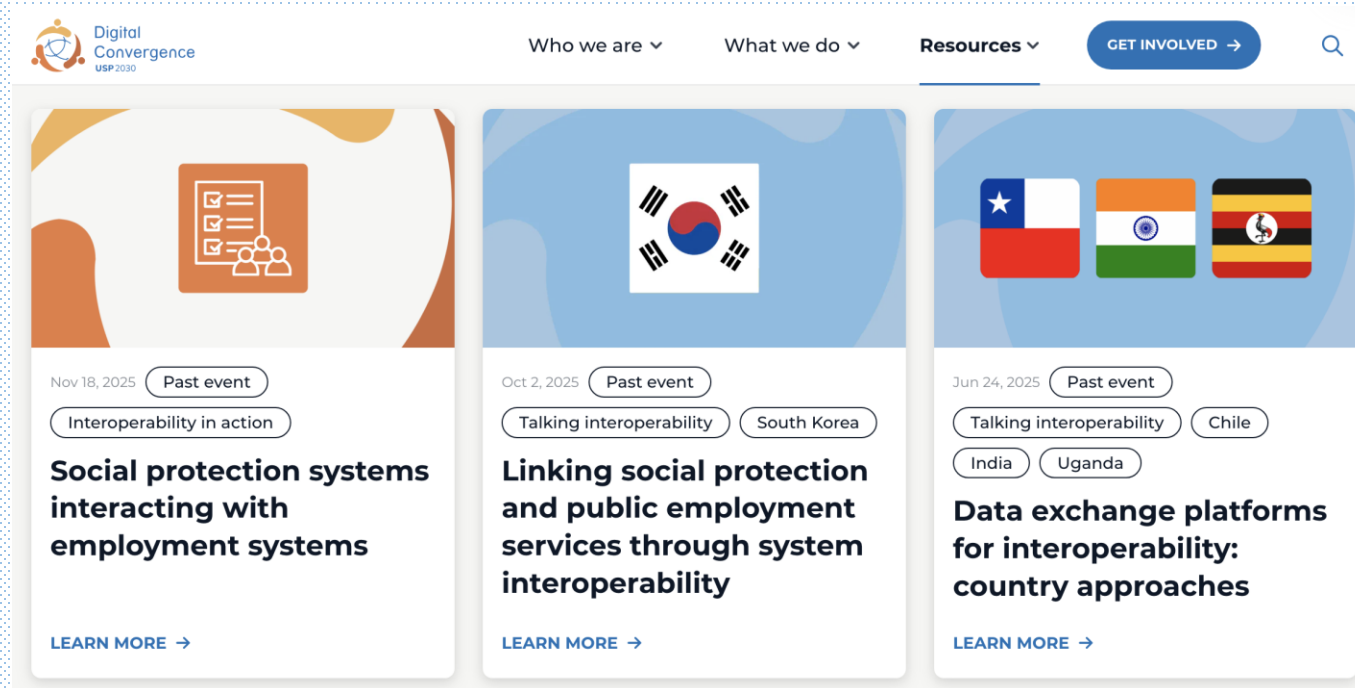 Digital
Convergence
USP2030
Who we are
What we do
Resources
GET INVOLVED →
Nov 18, 2025 Past event
Interoperability in action
Social protection systems
interacting with
employment systems
LEARN MORE →
Oct 2, 2025 Past event
Talking interoperability South Korea
Linking social protection
and public employment
services through system
interoperability
LEARN MORE →
Jun 24, 2025 Past event
Talking interoperability Chile
India Uganda
Data exchange platforms
for interoperability:
country approaches
LEARN MORE →